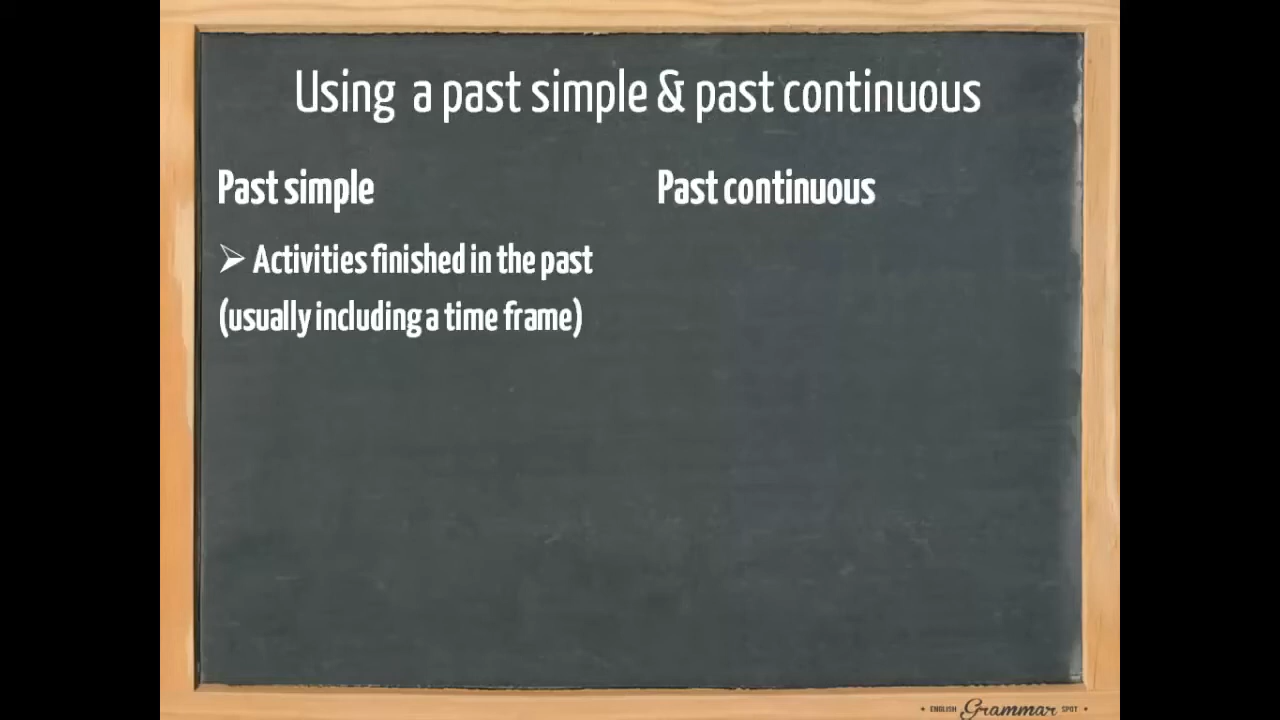 Using a past simple & past continuous
Past simple
Past continuous
➢ Activities finished in the past
(usually including a time frame)
• ENGLISH Grammar SPOT •